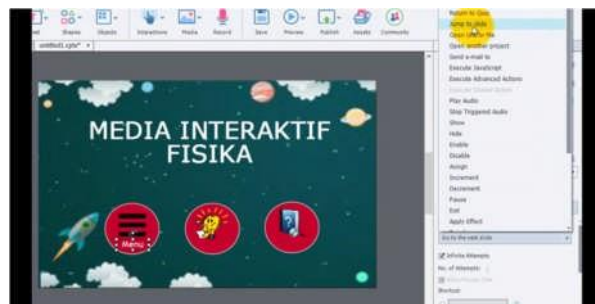 Shapes
Objects
Interactions
Media
Record
Save
Preview
Publish
Assets
Community
untitled1.cptx*
MEDIA INTERAKTIF
FISIKA
Menu
Return to Quiz
Jump to slide
Open URL or file
Open another project
Send e-mail to
Execute JavaScript
Execute Advanced Actions
Play Audio
Stop Triggered Audio
Show
Hide
Enable
Disable
Assign
Increment
Decrement
Pause
Exit
Apply Effect
Go to the next slide
Infinite Attempts
No. of Attempts:
Shortcut: